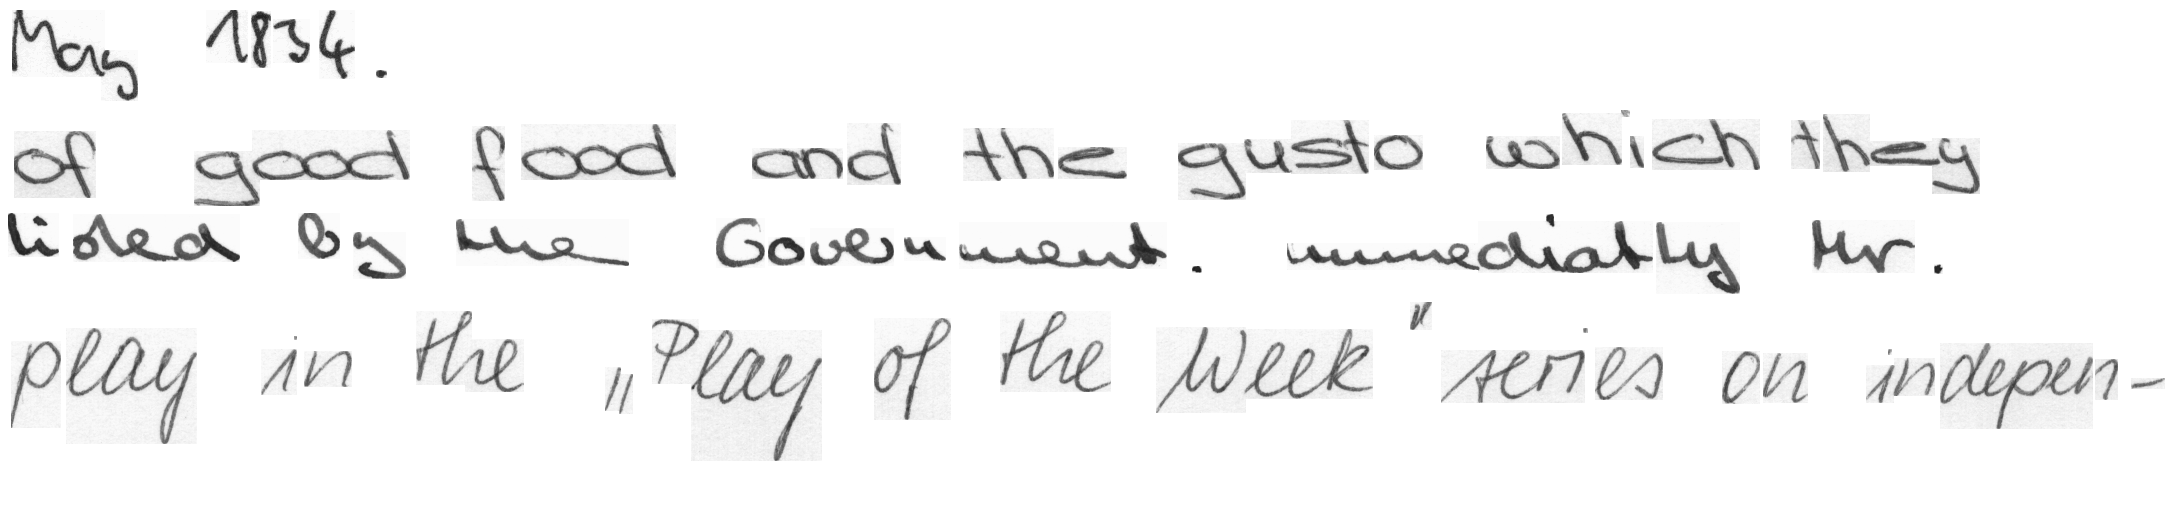 May 1834.
of good food and the gusto which they
listed by the Government. immediatly Mr.
play in the „Play of the Week" series on indepen-